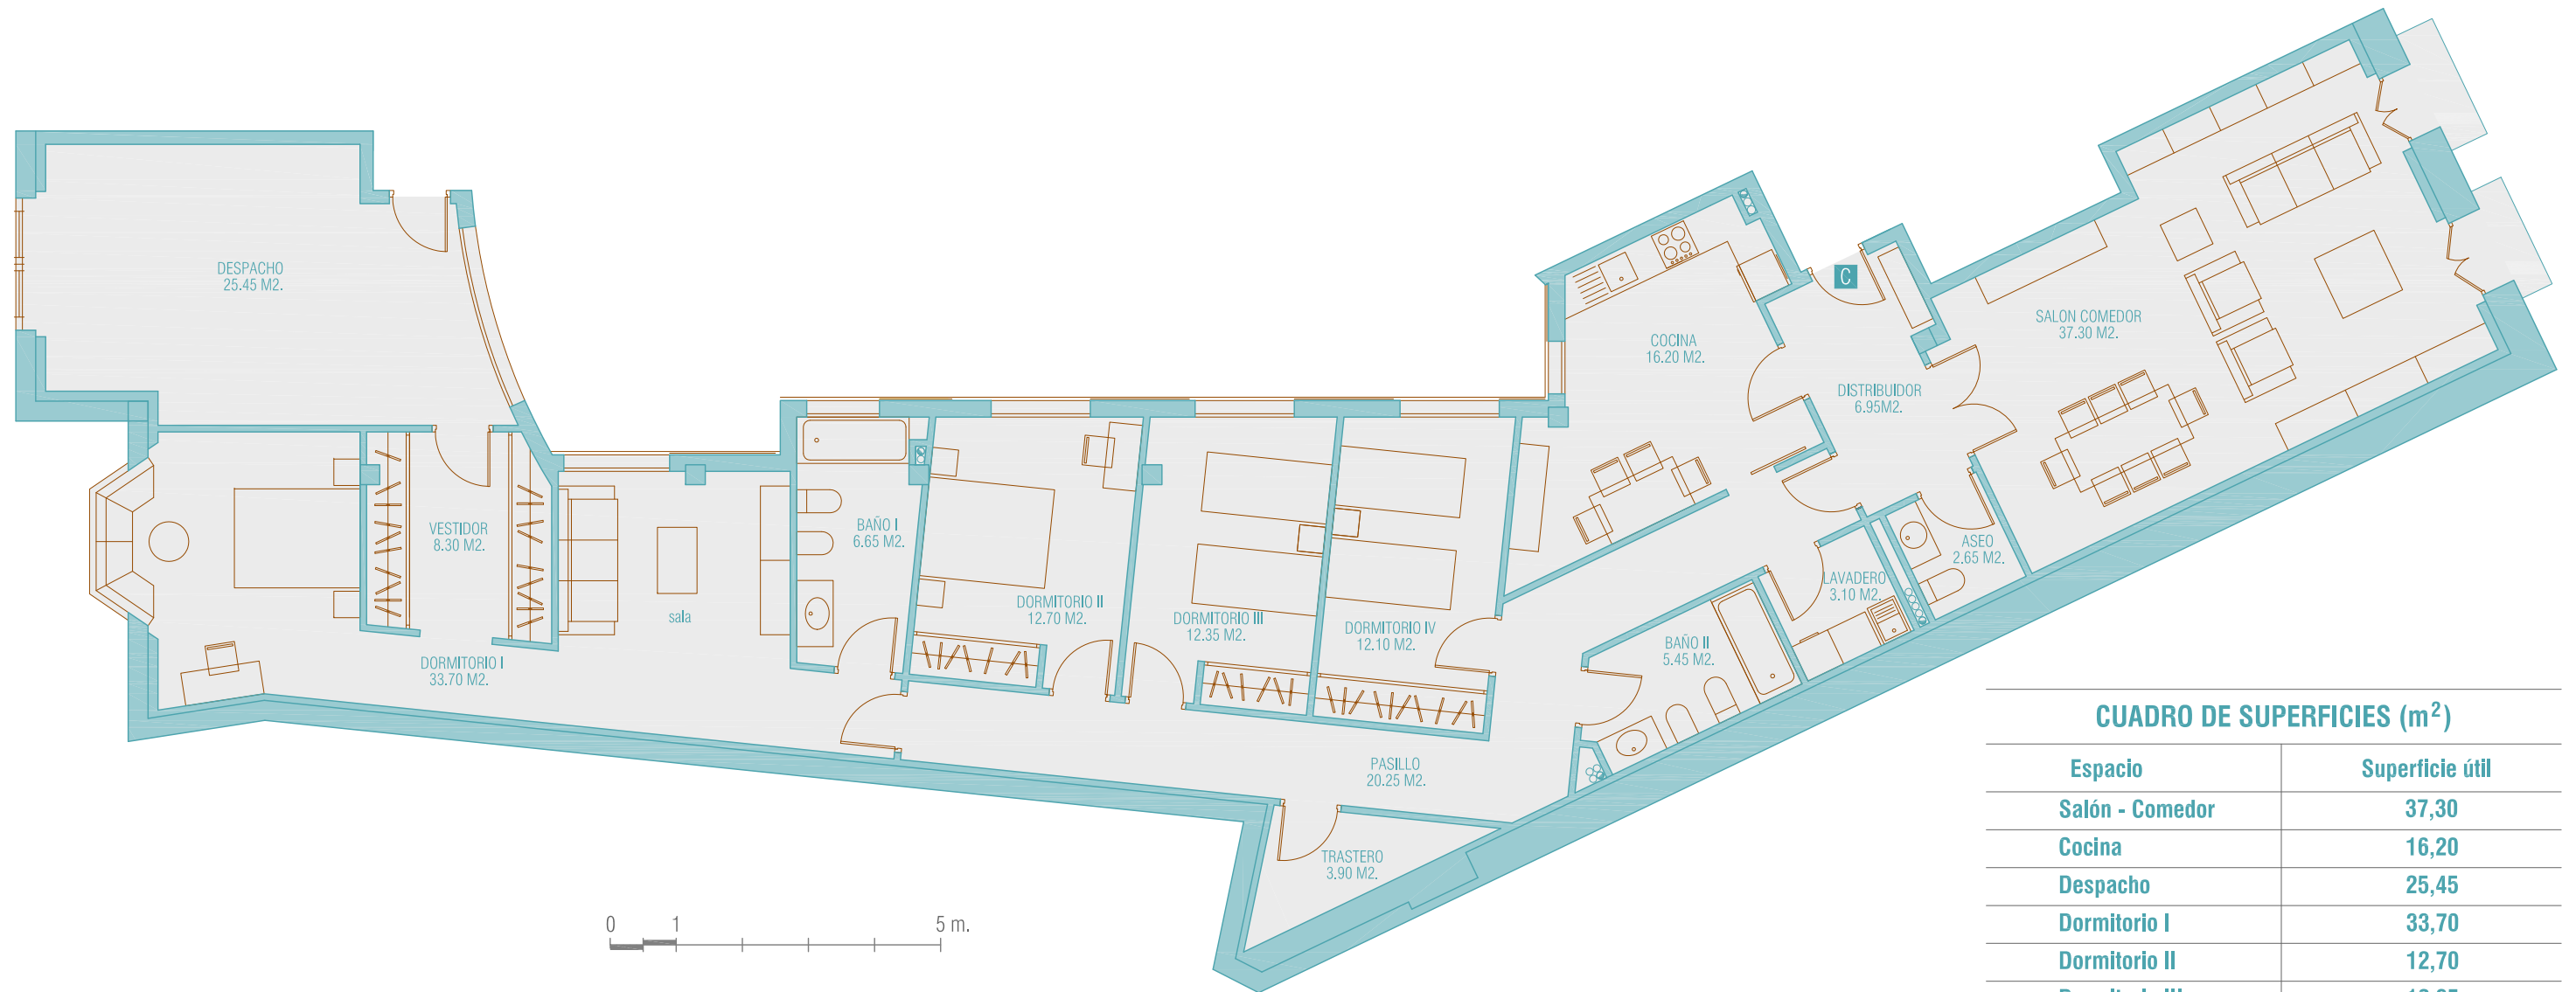 DESPACHO
25.45 M2.
VESTIDOR
8.30 M2.
DORMITORIO I
33.70 M2.
sala
BAÑO I
6.65 M2.
DORMITORIO II
12.70 M2.
DORMITORIO III
12.35 M2.
DORMITORIO IV
12.10 M2.
COCINA
16.20 M2.
C
DISTRIBUIDOR
6.95M2.
SALON COMEDOR
37.30 M2.
ASEO
2.65 M2.
LAVADERO
3.10 M2.
BAÑO II
5.45 M2.
PASILLO
20.25 M2.
TRASTERO
3.90 M2.
0 1 5 m.
CUADRO DE SUPERFICIES (m²)
Espacio Superficie útil
Salón - Comedor 37,30
Cocina 16,20
Despacho 25,45
Dormitorio I 33,70
Dormitorio II 12,70